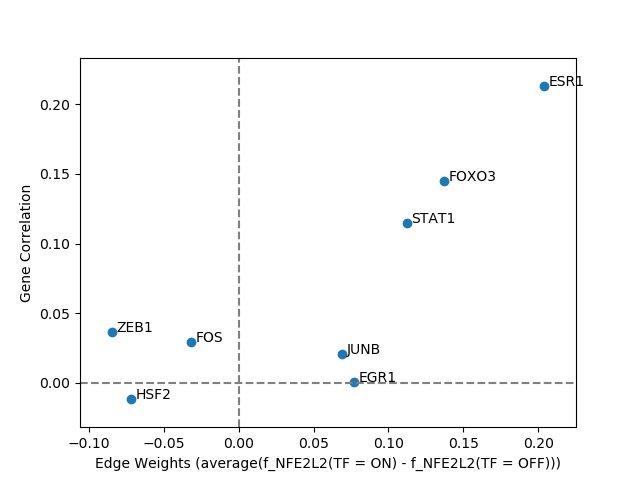 ESR1
0.20
FOXO3
0.15
STAT1
Gene Correlation
0.10
0.05
ZEB1
FOS
JUNB
EGR1
0.00
HSF2
−0.10 −0.05 0.00 0.05 0.10 0.15 0.20
Edge Weights (average(f_NFE2L2(TF = ON) - f_NFE2L2(TF = OFF)))